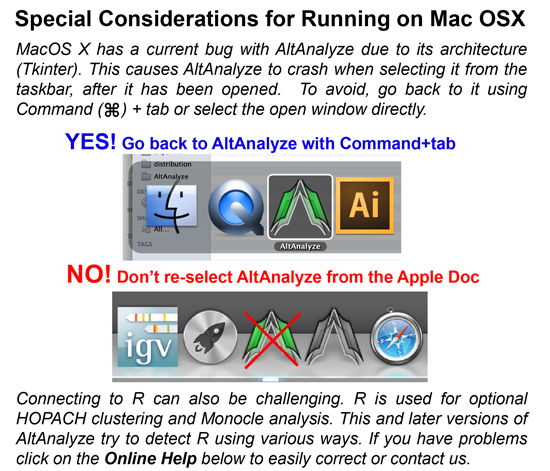 Special Considerations for Running on Mac OSX
MacOS X has a current bug with AltAnalyze due to its architecture
(Tkinter). This causes AltAnalyze to crash when selecting it from the
taskbar, after it has been opened.  To avoid, go back to it using
Command (⌘) + tab or select the open window directly.
YES! Go back to AltAnalyze with Command+tab
distribution
AltAnalyze
All...
TAGS
Ai
AltAnalyze
NO! Don't re-select AltAnalyze from the Apple Doc
igv
Connecting to R can also be challenging. R is used for optional
HOPACH clustering and Monocle analysis. This and later versions of
AltAnalyze try to detect R using various ways. If you have problems
click on the Online Help below to easily correct or contact us.